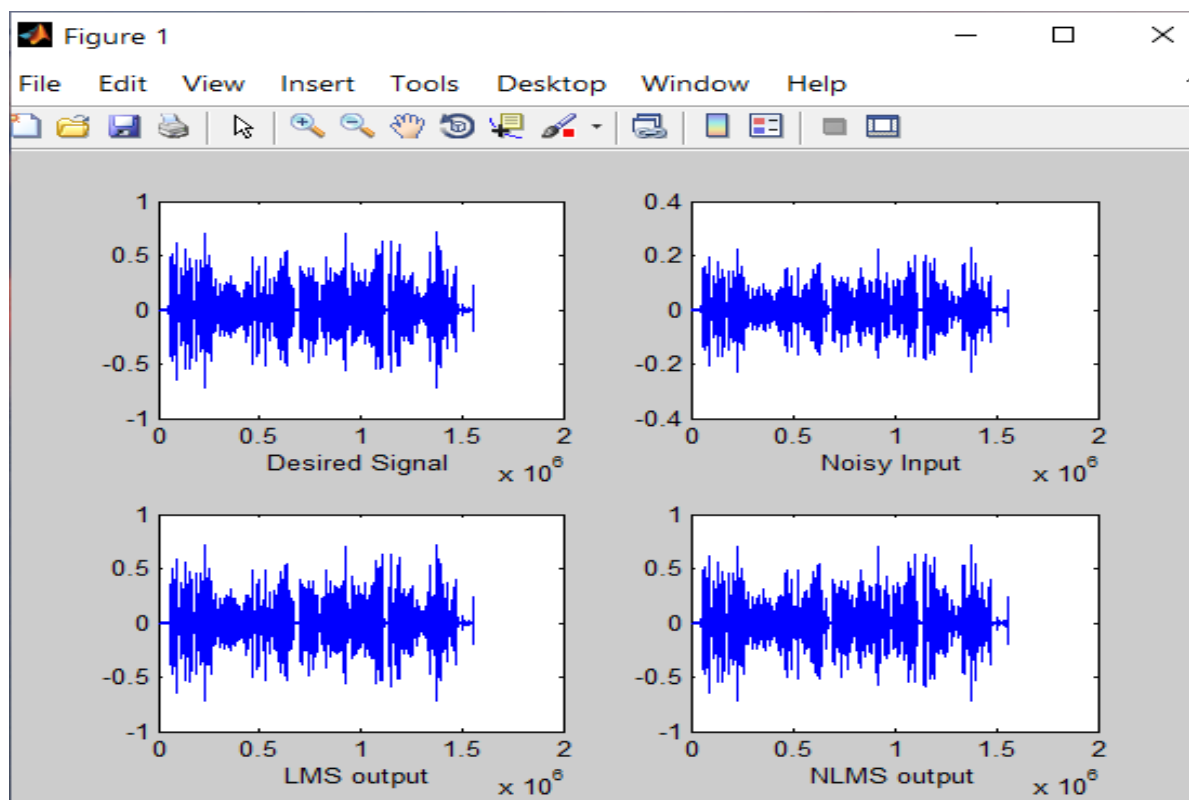 Figure 1
File Edit View Insert Tools Desktop Window Help
1
0.5
0
-0.5
-1
0 0.5 1 1.5 2
Desired Signal x 10^6
0.4
0.2
0
-0.2
-0.4
0 0.5 1 1.5 2
Noisy Input x 10^6
1
0.5
0
-0.5
-1
0 0.5 1 1.5 2
LMS output x 10^6
1
0.5
0
-0.5
-1
0 0.5 1 1.5 2
NLMS output x 10^6